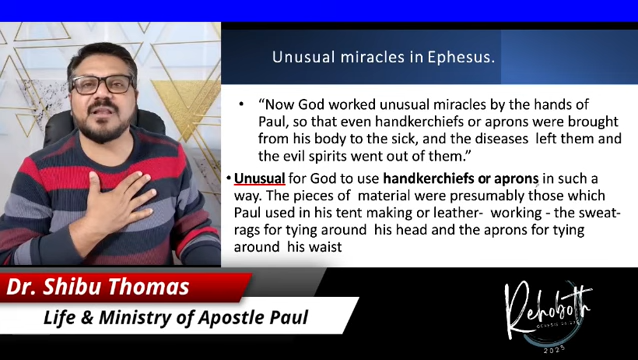 Unusual miracles in Ephesus.
• “Now God worked unusual miracles by the hands of
Paul, so that even handkerchiefs or aprons were brought
from his body to the sick, and the diseases left them and
the evil spirits went out of them.”
• Unusual for God to use handkerchiefs or aprons in such a
way. The pieces of material were presumably those which
Paul used in his tent making or leather- working - the sweat-
rags for tying around his head and the aprons for tying
around his waist
Dr. Shibu Thomas
Life & Ministry of Apostle Paul
Rehoboth
2025